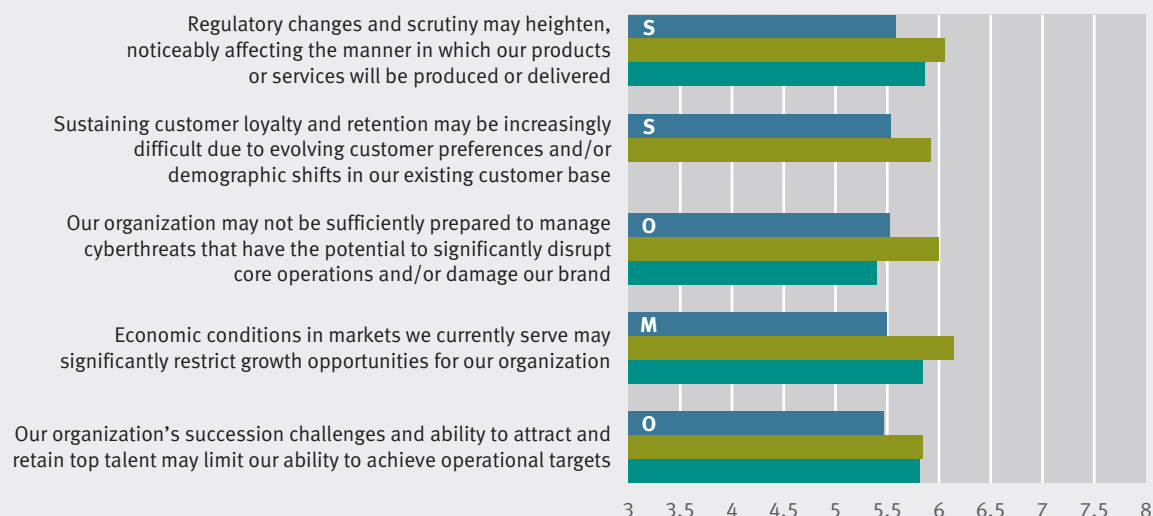 Regulatory changes and scrutiny may heighten,
noticeably affecting the manner in which our products
or services will be produced or delivered
S
Sustaining customer loyalty and retention may be increasingly
difficult due to evolving customer preferences and/or
demographic shifts in our existing customer base
S
Our organization may not be sufficiently prepared to manage
cyberthreats that have the potential to significantly disrupt
core operations and/or damage our brand
O
Economic conditions in markets we currently serve may
significantly restrict growth opportunities for our organization
M
Our organization’s succession challenges and ability to attract and
retain top talent may limit our ability to achieve operational targets
O
3 3.5 4 4.5 5 5.5 6 6.5 7 7.5 8